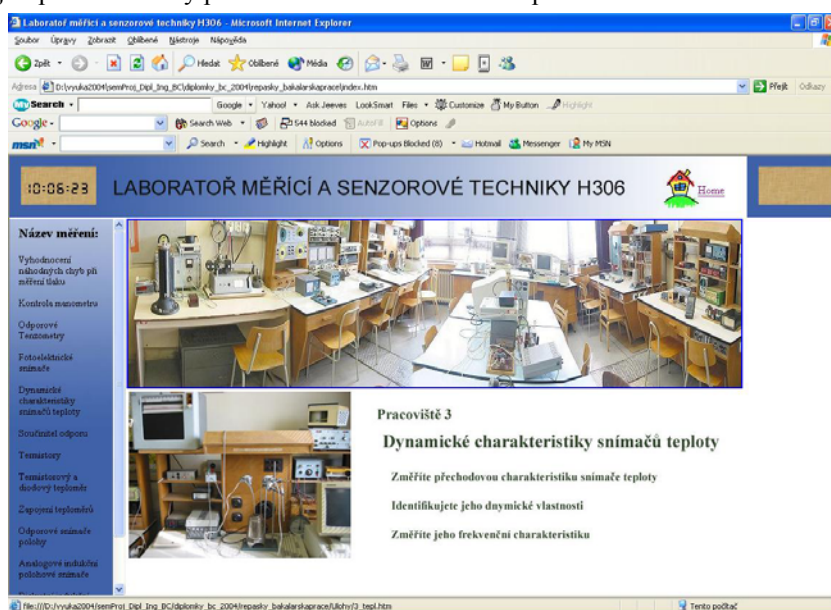 Laboratoř měřící a senzorové techniky H306 - Microsoft Internet Explorer
Soubor Úpravy Zobrazit Oblíbené Nástroje Nápověda
Zpět Hledat Oblíbené Média
Adresa D:\vyuka2004\semProj_Dipl_Ing_BC\diplomky_bc_2004\repasky_bakalarskaprace\index.htm Přejít Odkazy
My Search Google Yahoo! Ask Jeeves LookSmart Files Customize My Button Highlight
Google Search Web 544 blocked AutoFill Options
msn Search Highlight Options Pop-ups Blocked (8) Hotmail Messenger My MSN
10:06:23 LABORATOŘ MĚŘÍCÍ A SENZOROVÉ TECHNIKY H306 Home
Název měření:
Vyhodnocení
náhodných chyb při
měření tlaku
Kontrola manometru
Odporové
Tenzometry
Fotoelektrické
snímače
Dynamické
charakteristiky
snímačů teploty
Součinitel odporu
Temistory
Temistorový a
diodový teploměr
Zapojení teploměrů
Odporové snímače
polohy
Analogové indukční
polohové snímače
Pracoviště 3
Dynamické charakteristiky snímačů teploty
Změříte přechodovou charakteristiku snímače teploty
Identifikujete jeho dnymické vlastnosti
Změříte jeho frekvenční charakteristiku
file:///D:/vyuka2004/semProj_Dipl_Ing_BC/diplomky_bc_2004/repasky_bakalarskaprace/Ulohy/3_tepl.htm Tento počítač